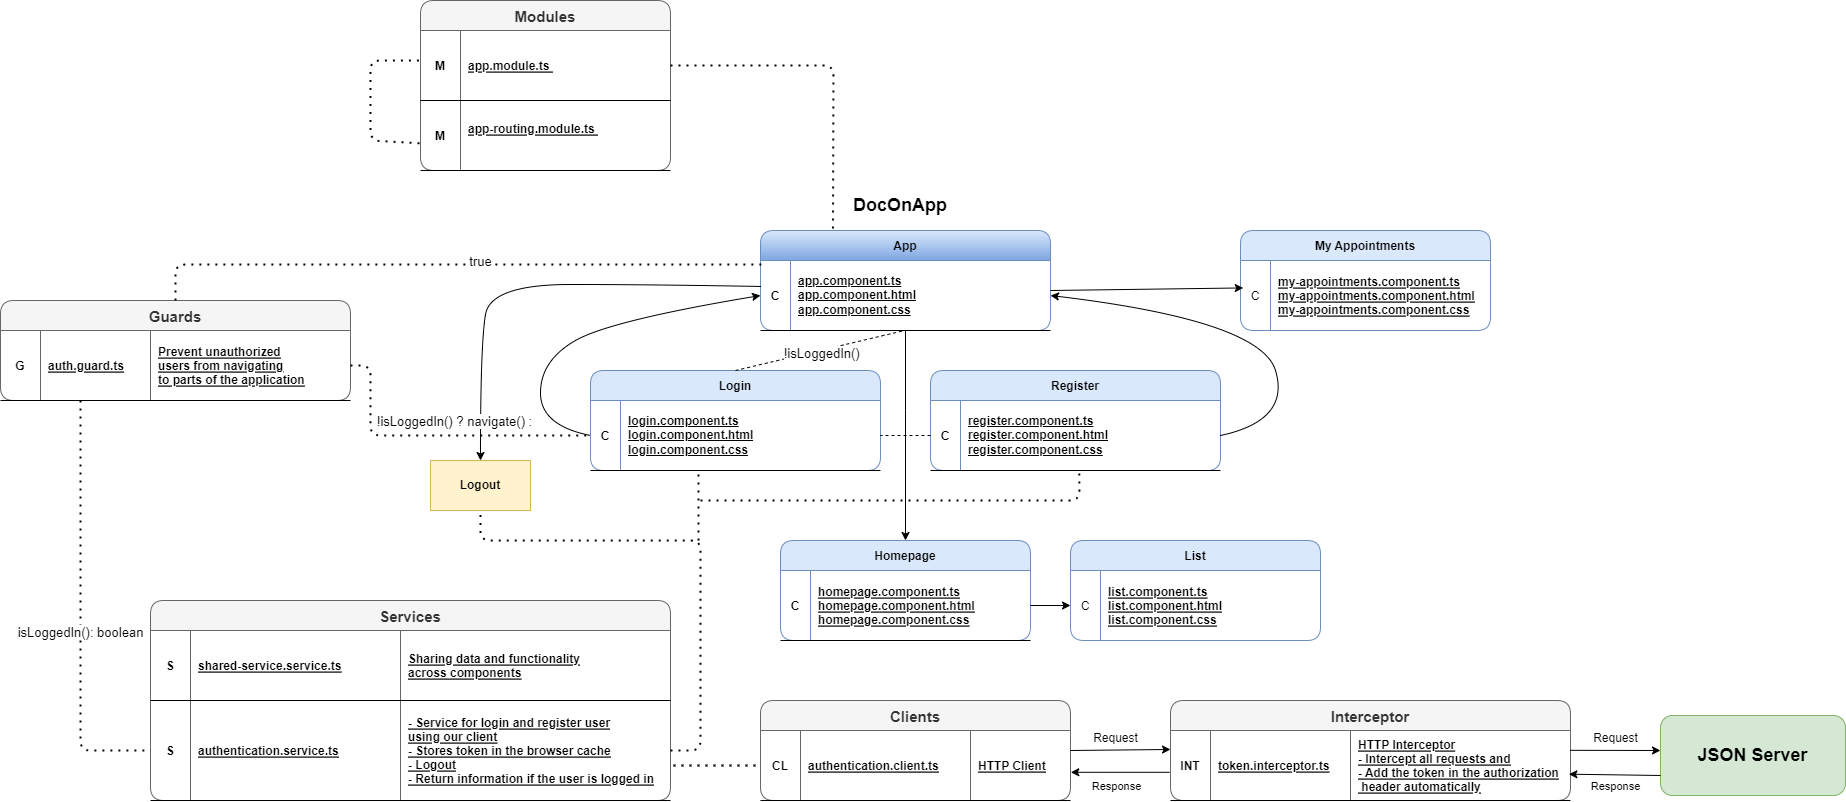 Modules
M
app.module.ts
M
app-routing.module.ts
DocOnApp
App
C
app.component.ts
app.component.html
app.component.css
My Appointments
C
my-appointments.component.ts
my-appointments.component.html
my-appointments.component.css
true
Guards
G
auth.guard.ts
Prevent unauthorized
users from navigating
to parts of the application
!isLoggedIn()
!isLoggedIn() ? navigate() :
Login
C
login.component.ts
login.component.html
login.component.css
Register
C
register.component.ts
register.component.html
register.component.css
Logout
Homepage
C
homepage.component.ts
homepage.component.html
homepage.component.css
List
C
list.component.ts
list.component.html
list.component.css
isLoggedIn(): boolean
Services
S
shared-service.service.ts
Sharing data and functionality
across components
S
authentication.service.ts
- Service for login and register user
using our client
- Stores token in the browser cache
- Logout
- Return information if the user is logged in
Clients
CL
authentication.client.ts
HTTP Client
Request
Response
Interceptor
INT
token.interceptor.ts
HTTP Interceptor
- Intercept all requests and
- Add the token in the authorization
header automatically
Request
Response
JSON Server